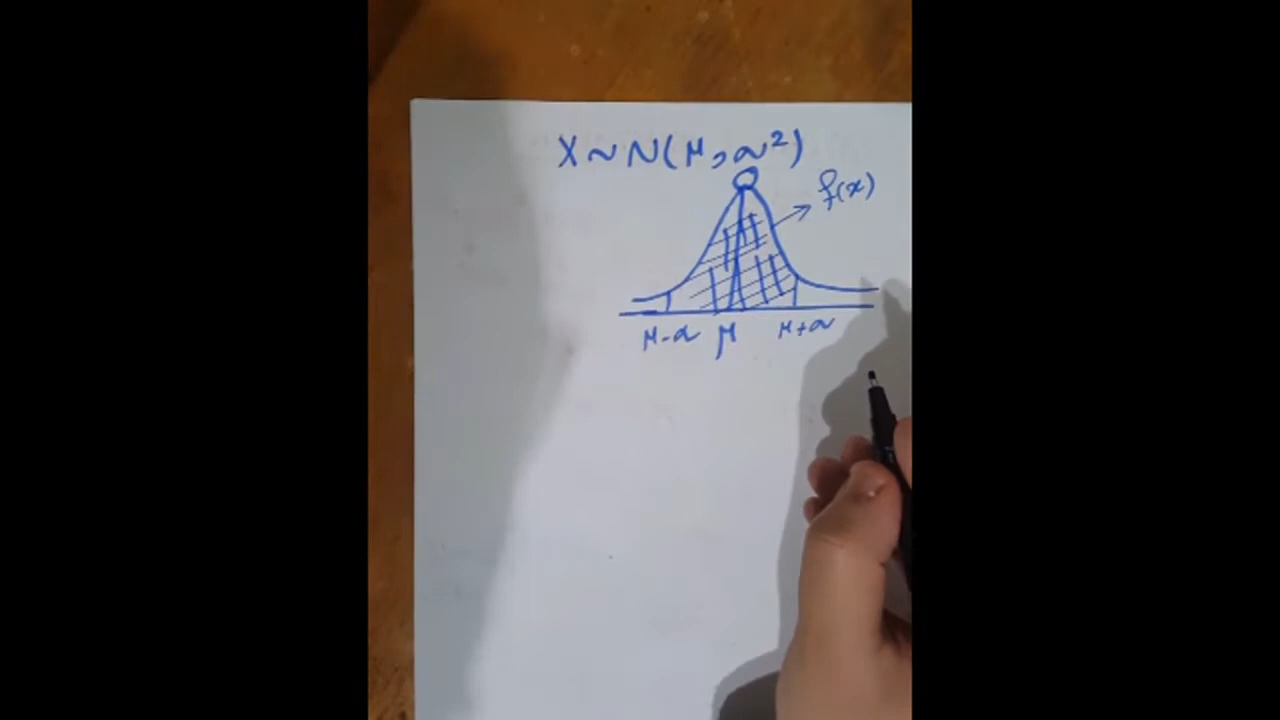 X ~ N(μ, σ²)
f(x)
μ-σ μ μ+σ